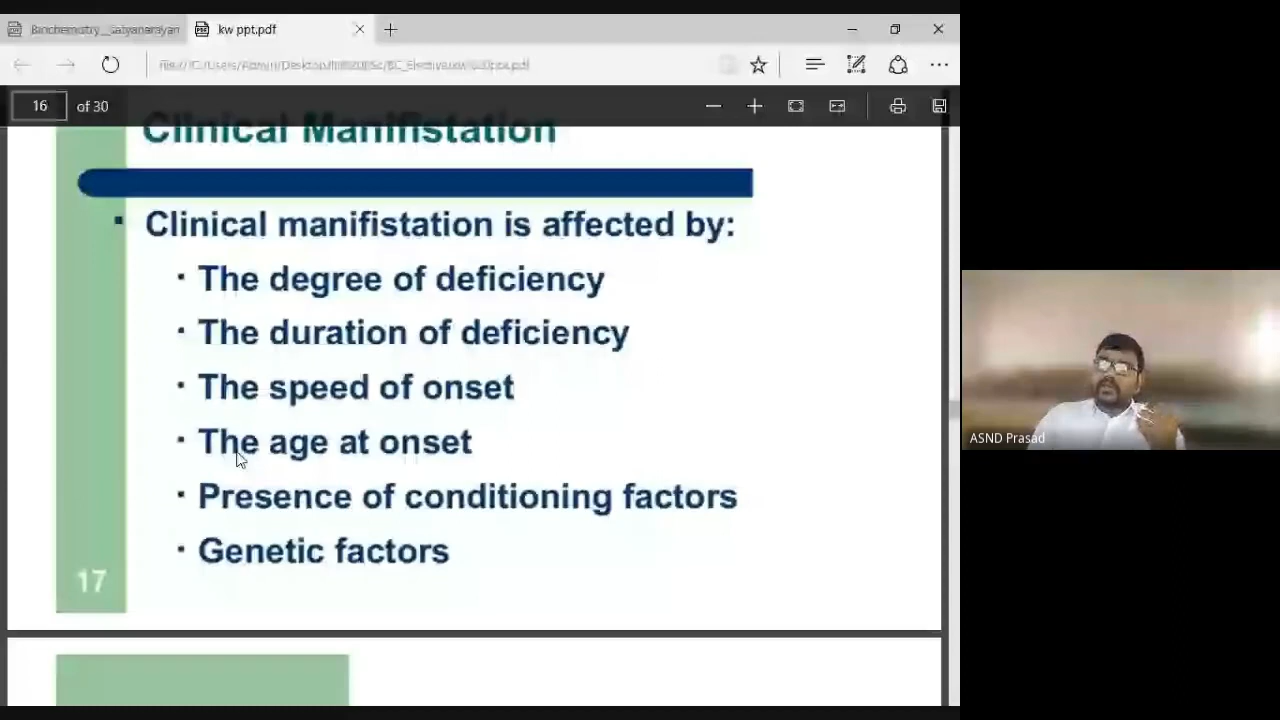 kw ppt.pdf
16 of 30
Clinical Manifistation
Clinical manifistation is affected by:
· The degree of deficiency
· The duration of deficiency
· The speed of onset
· The age at onset
· Presence of conditioning factors
· Genetic factors
17
ASND Prasad